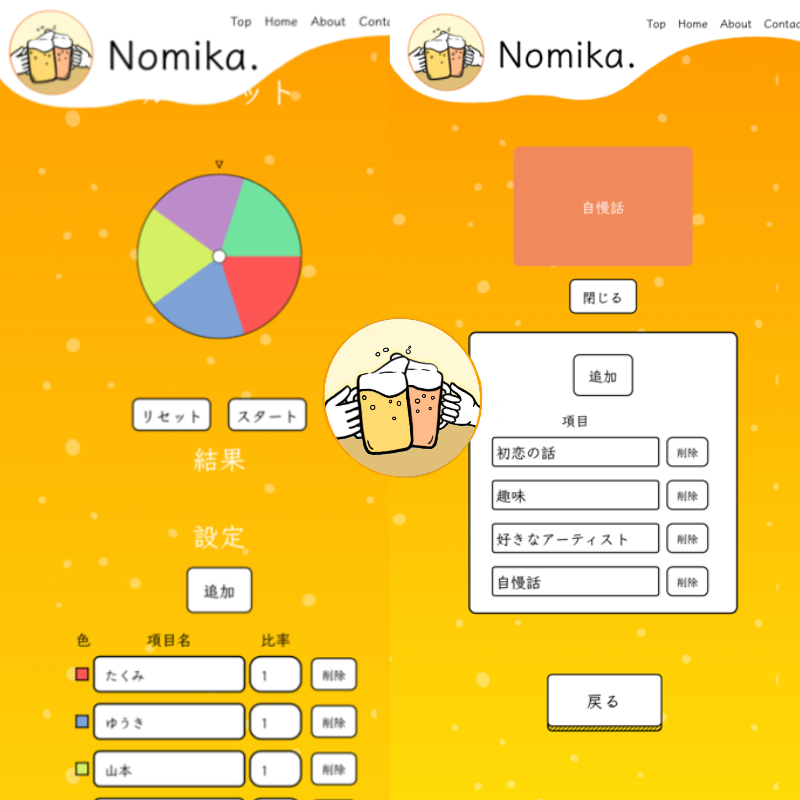 Top Home About
Nomika.
ット
▽
リセット スタート
結果
設定
追加
色 項目名 比率
たくみ 1 削除
ゆうき 1 削除
山本 1 削除
Top Home About Contac
Nomika.
自慢話
閉じる
追加
項目
初恋の話 削除
趣味 削除
好きなアーティスト 削除
自慢話 削除
戻る